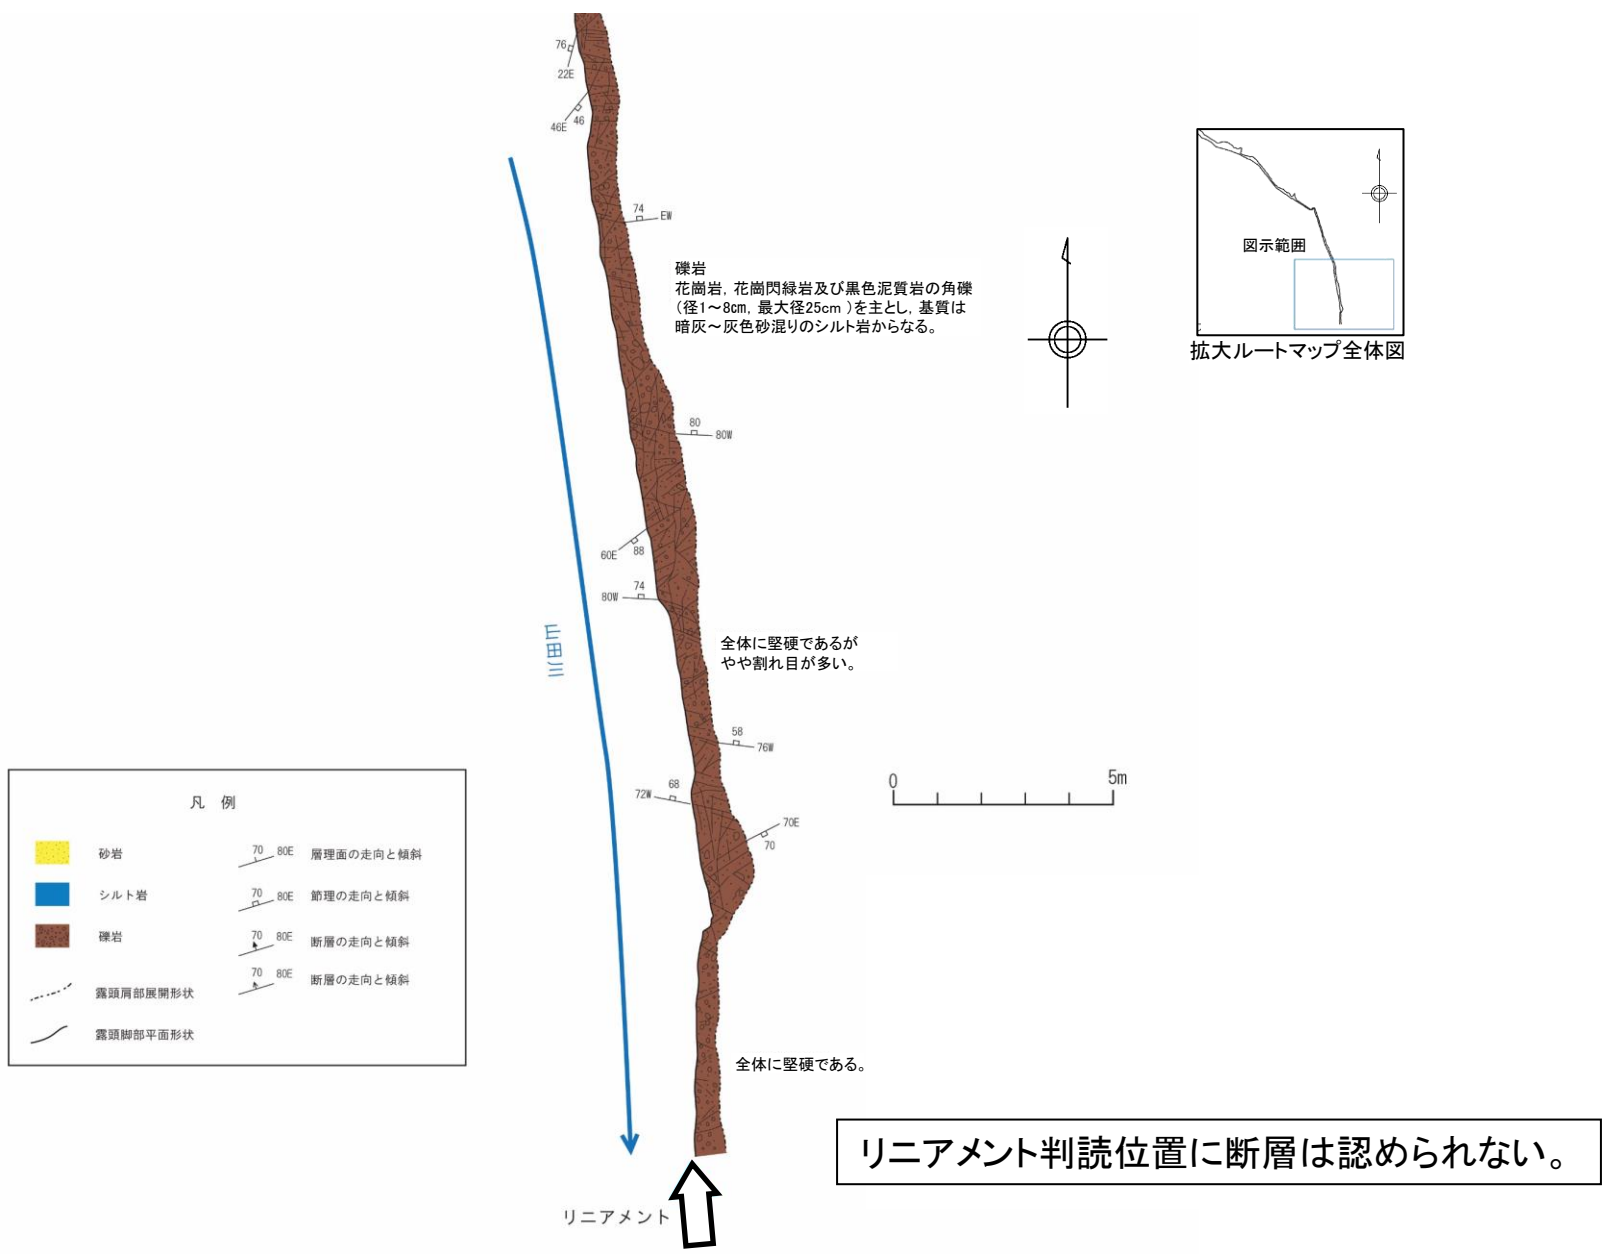 76
22E
46
46E
74
EW
礫岩
花崗岩，花崗閃緑岩及び黒色泥質岩の角礫
（径1～8㎝，最大径25cm ）を主とし，基質は
暗灰～灰色砂混りのシルト岩からなる。
図示範囲
拡大ルートマップ全体図
80
80W
60E
88
74
80W
山田川
全体に堅硬であるが
やや割れ目が多い。
58
76W
68
72W
70E
70
0
5m
凡 例
砂岩
70 80E 層理面の走向と傾斜
シルト岩
70 80E 節理の走向と傾斜
礫岩
70 80E 断層の走向と傾斜
70 80E 断層の走向と傾斜
露頭肩部展開形状
露頭脚部平面形状
全体に堅硬である。
リニアメント判読位置に断層は認められない。
リニアメント